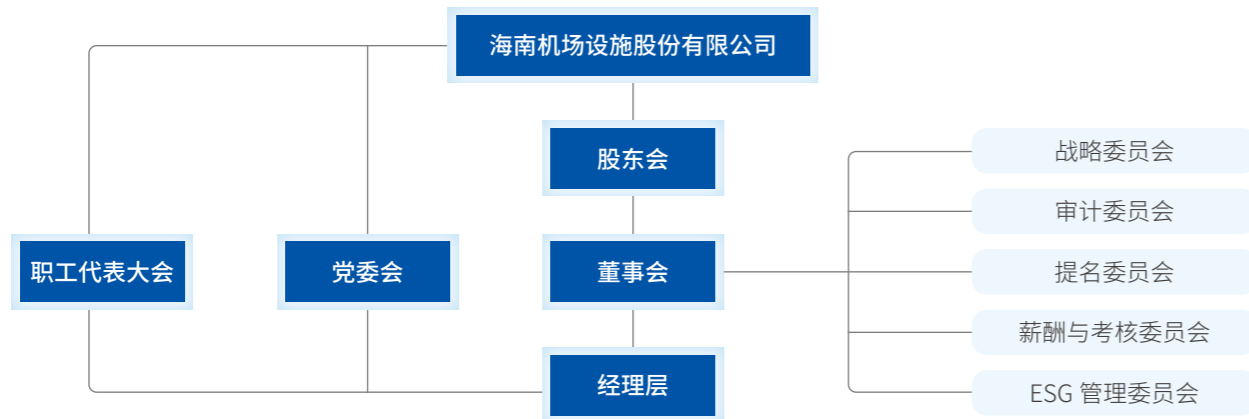 海南机场设施股份有限公司
股东会
战略委员会
审计委员会
职工代表大会
党委会
董事会
提名委员会
薪酬与考核委员会
经理层
ESG 管理委员会